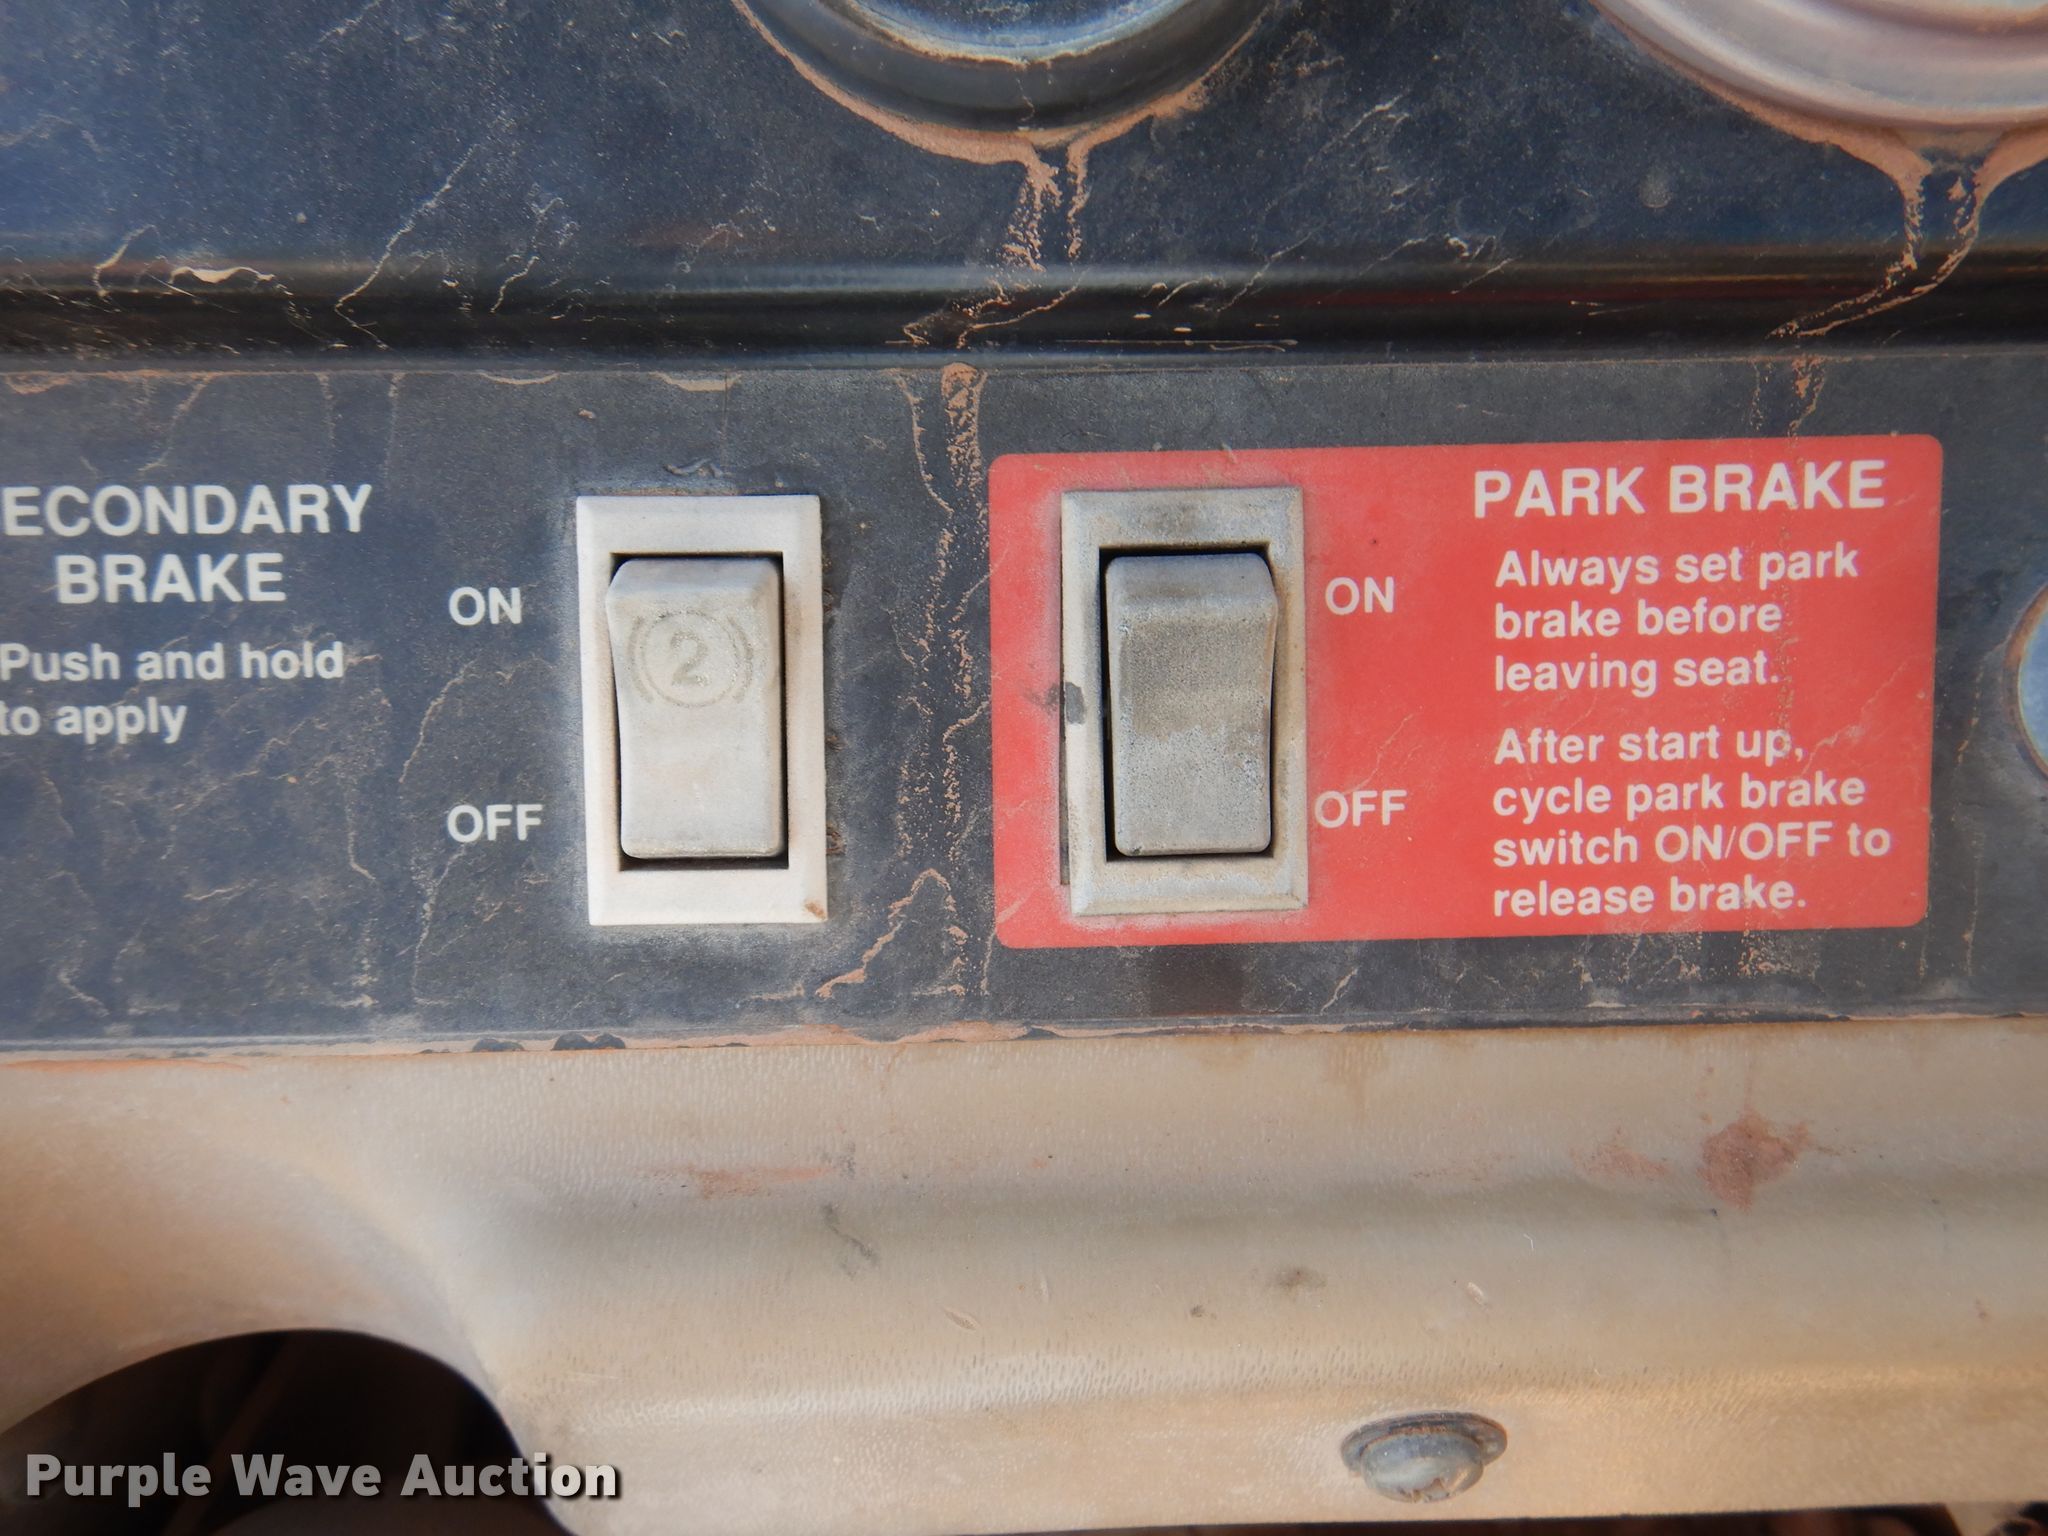 ECONDARY
BRAKE
Push and hold
to apply
ON
OFF
2
PARK BRAKE
Always set park
brake before
leaving seat.
After start up,
cycle park brake
switch ON/OFF to
release brake.
ON
OFF
Purple Wave Auction